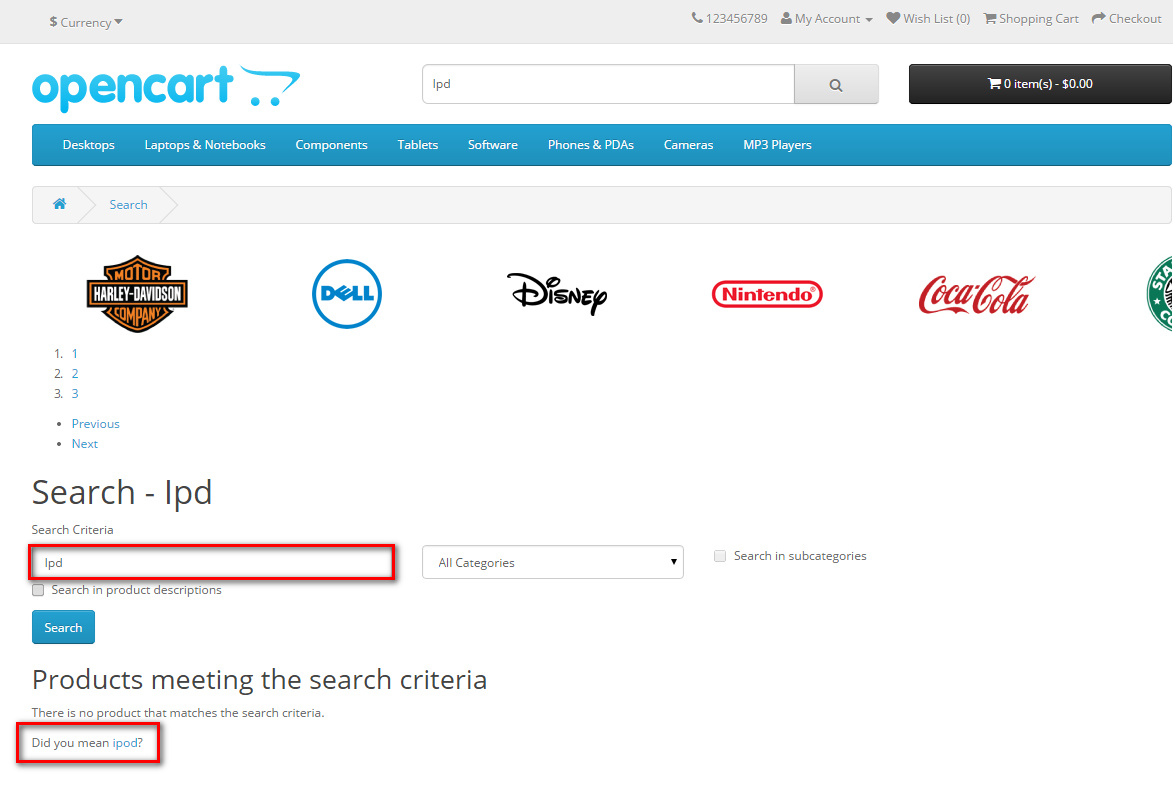 $ Currency
123456789 My Account Wish List (0) Shopping Cart Checkout
opencart
Ipd
0 item(s) - $0.00
Desktops Laptops & Notebooks Components Tablets Software Phones & PDAs Cameras MP3 Players
Search
MOTOR
HARLEY-DAVIDSON
COMPANY
DELL
Disney
Nintendo®
Coca-Cola
1. 1
2. 2
3. 3
• Previous
• Next
Search - Ipd
Search Criteria
Ipd
All Categories
Search in subcategories
Search in product descriptions
Search
Products meeting the search criteria
There is no product that matches the search criteria.
Did you mean ipod?